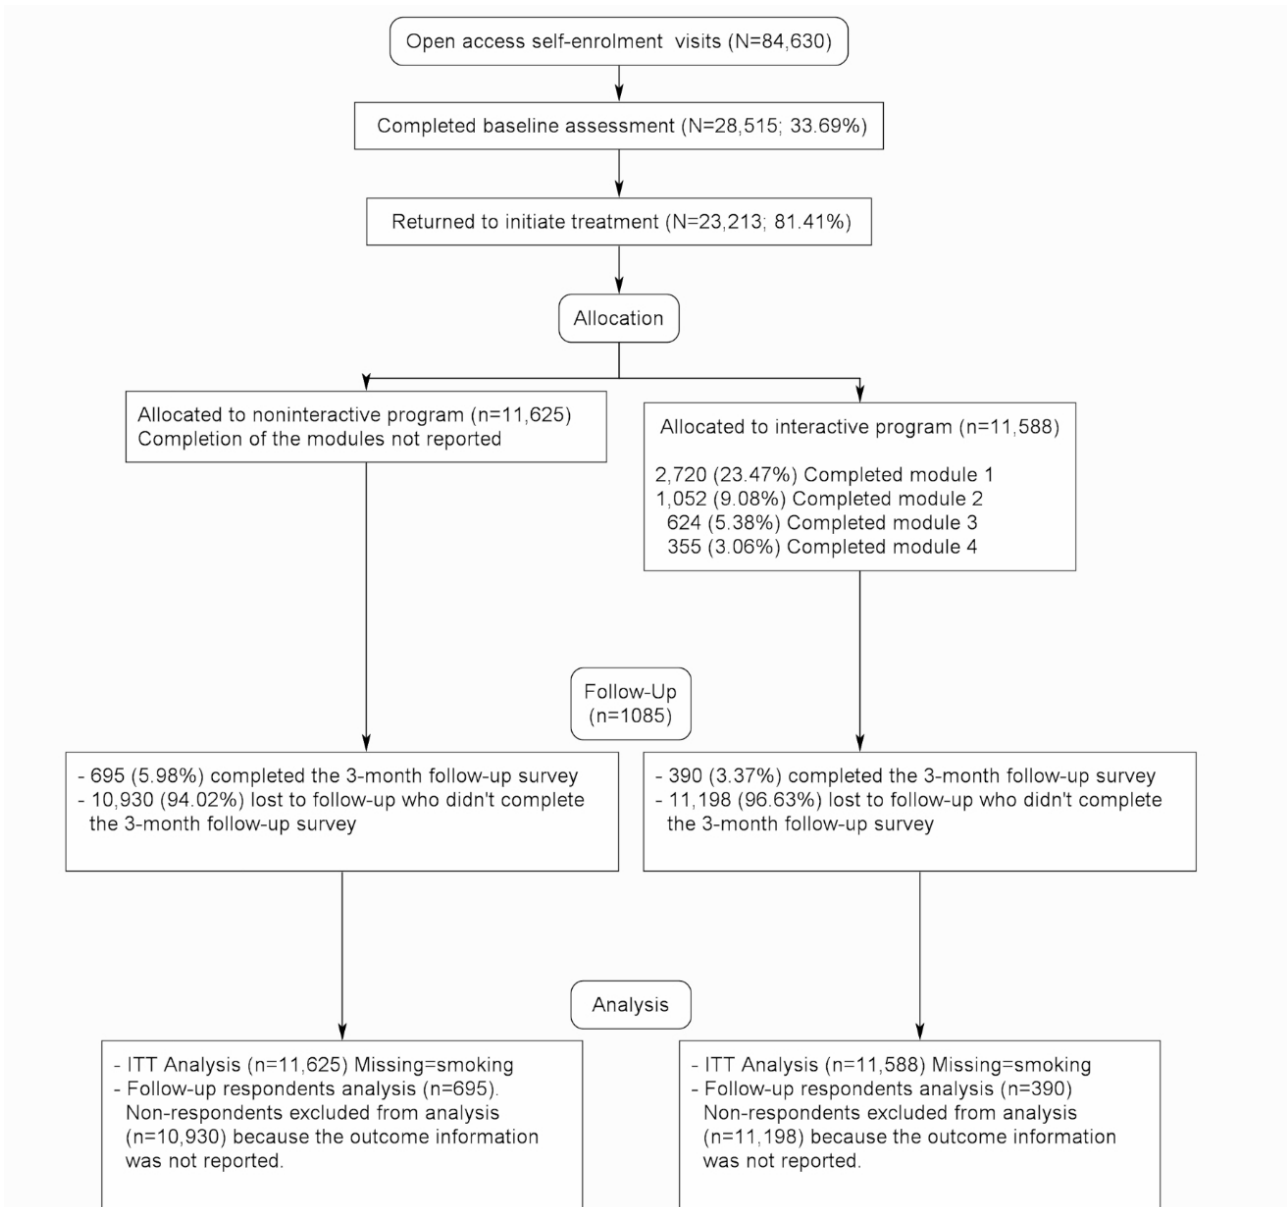 Open access self-enrolment visits (N=84,630)
Completed baseline assessment (N=28,515; 33.69%)
Returned to initiate treatment (N=23,213; 81.41%)
Allocation
Allocated to noninteractive program (n=11,625)
Completion of the modules not reported
Allocated to interactive program (n=11,588)
2,720 (23.47%) Completed module 1
1,052 (9.08%) Completed module 2
624 (5.38%) Completed module 3
355 (3.06%) Completed module 4
Follow-Up
(n=1085)
- 695 (5.98%) completed the 3-month follow-up survey
- 10,930 (94.02%) lost to follow-up who didn't complete
the 3-month follow-up survey
- 390 (3.37%) completed the 3-month follow-up survey
- 11,198 (96.63%) lost to follow-up who didn't complete
the 3-month follow-up survey
Analysis
- ITT Analysis (n=11,625) Missing=smoking
- Follow-up respondents analysis (n=695).
Non-respondents excluded from analysis
(n=10,930) because the outcome information
was not reported.
- ITT Analysis (n=11,588) Missing=smoking
- Follow-up respondents analysis (n=390)
Non-respondents excluded from analysis
(n=11,198) because the outcome information
was not reported.